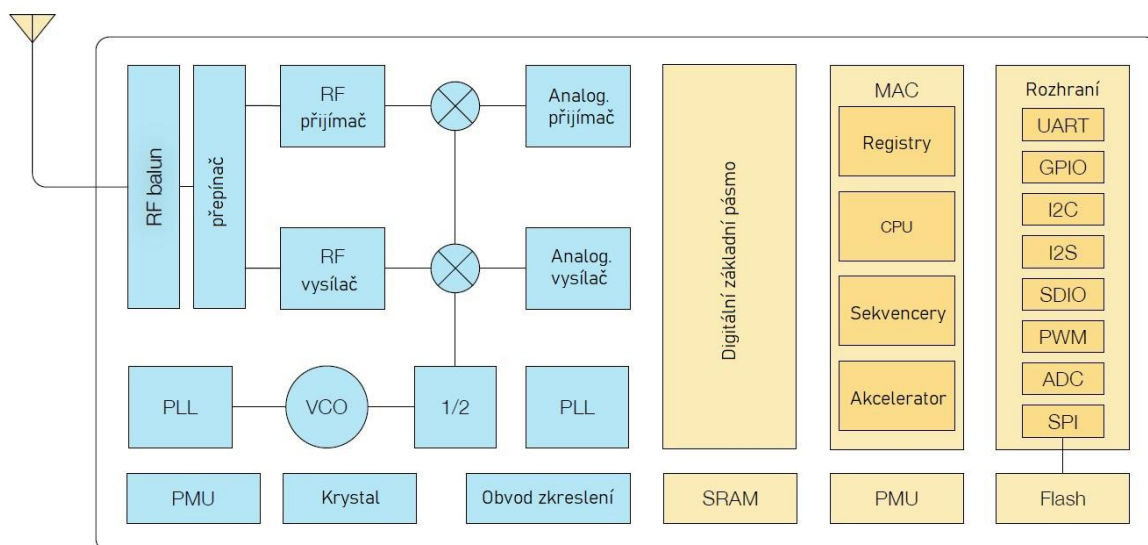 RF balun
přepínač
RF
přijímač
Analog.
přijímač
RF
vysílač
Analog.
vysílač
PLL
VCO
1/2
PLL
PMU
Krystal
Obvod zkreslení
Digitální základní pásmo
SRAM
MAC
Registry
CPU
Sekvencery
Akcelerator
PMU
Rozhraní
UART
GPIO
I2C
I2S
SDIO
PWM
ADC
SPI
Flash